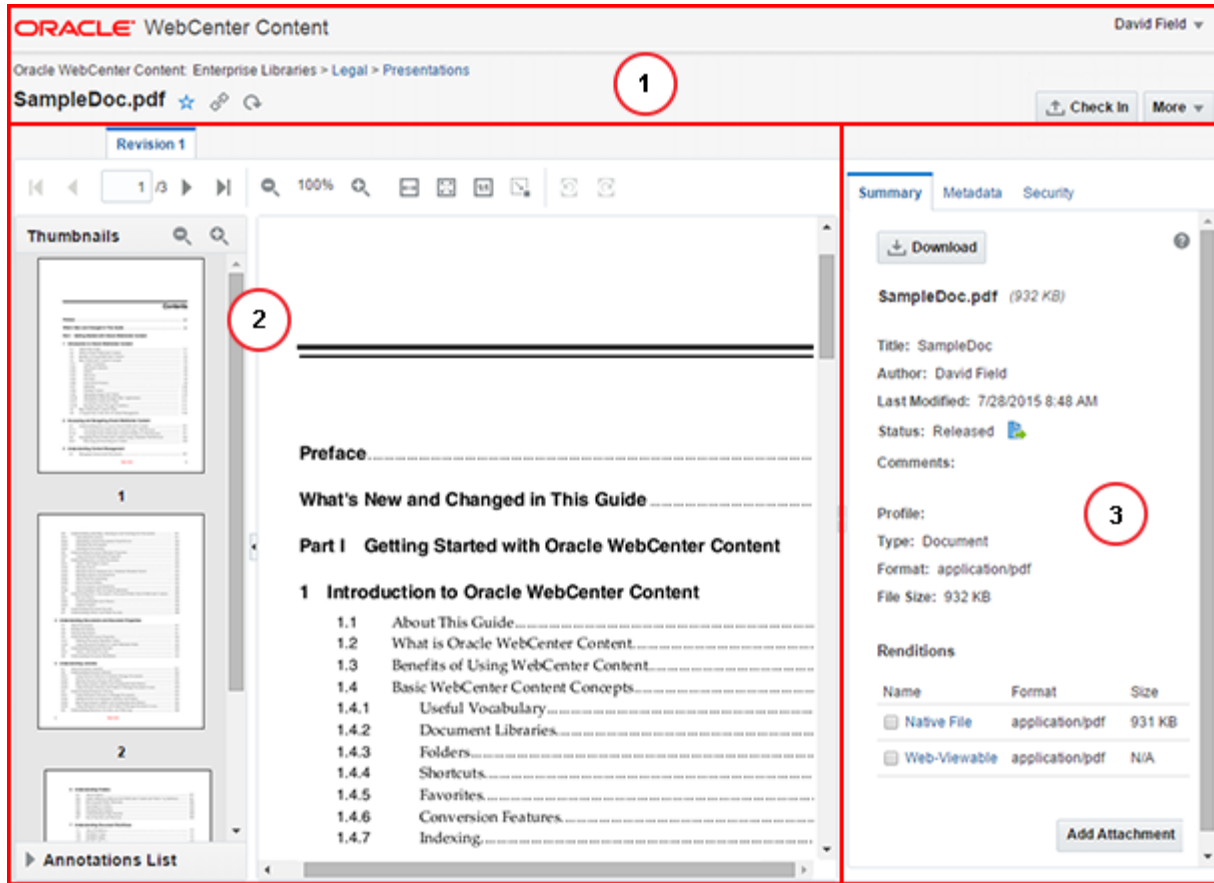 ORACLE WebCenter Content
David Field
Oracle WebCenter Content: Enterprise Libraries > Legal > Presentations
1
SampleDoc.pdf
Check In
More
Revision 1
1 /3
100%
Thumbnails
Contents
1
2
Annotations List
2
Preface
What's New and Changed in This Guide
Part I Getting Started with Oracle WebCenter Content
1 Introduction to Oracle WebCenter Content
1.1 About This Guide
1.2 What is Oracle WebCenter Content
1.3 Benefits of Using WebCenter Content
1.4 Basic WebCenter Content Concepts
1.4.1 Useful Vocabulary
1.4.2 Document Libraries
1.4.3 Folders
1.4.4 Shortcuts
1.4.5 Favorites
1.4.6 Conversion Features
1.4.7 Indexing
Summary Metadata Security
Download
SampleDoc.pdf (932 KB)
Title: SampleDoc
Author: David Field
Last Modified: 7/28/2015 8:48 AM
Status: Released
Comments:
3
Profile:
Type: Document
Format: application/pdf
File Size: 932 KB
Renditions
Name Format Size
Native File application/pdf 931 KB
Web-Viewable application/pdf N/A
Add Attachment